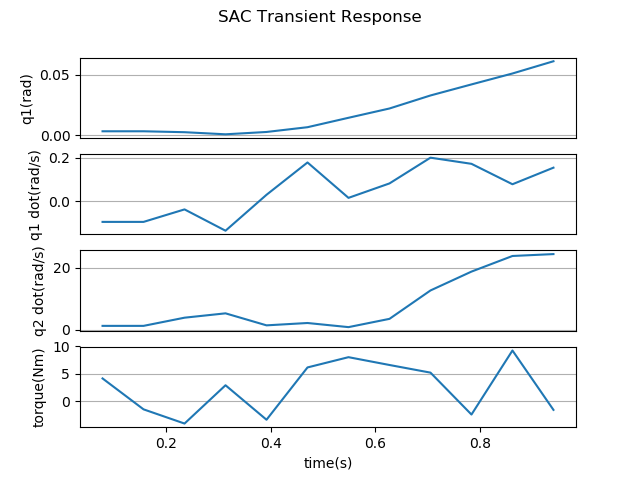 SAC Transient Response
q1(rad)
0.05
0.00
q1 dot(rad/s)
0.2
0.0
q2 dot(rad/s)
20
0
torque(Nm)
10
5
0
0.2 0.4 0.6 0.8
time(s)